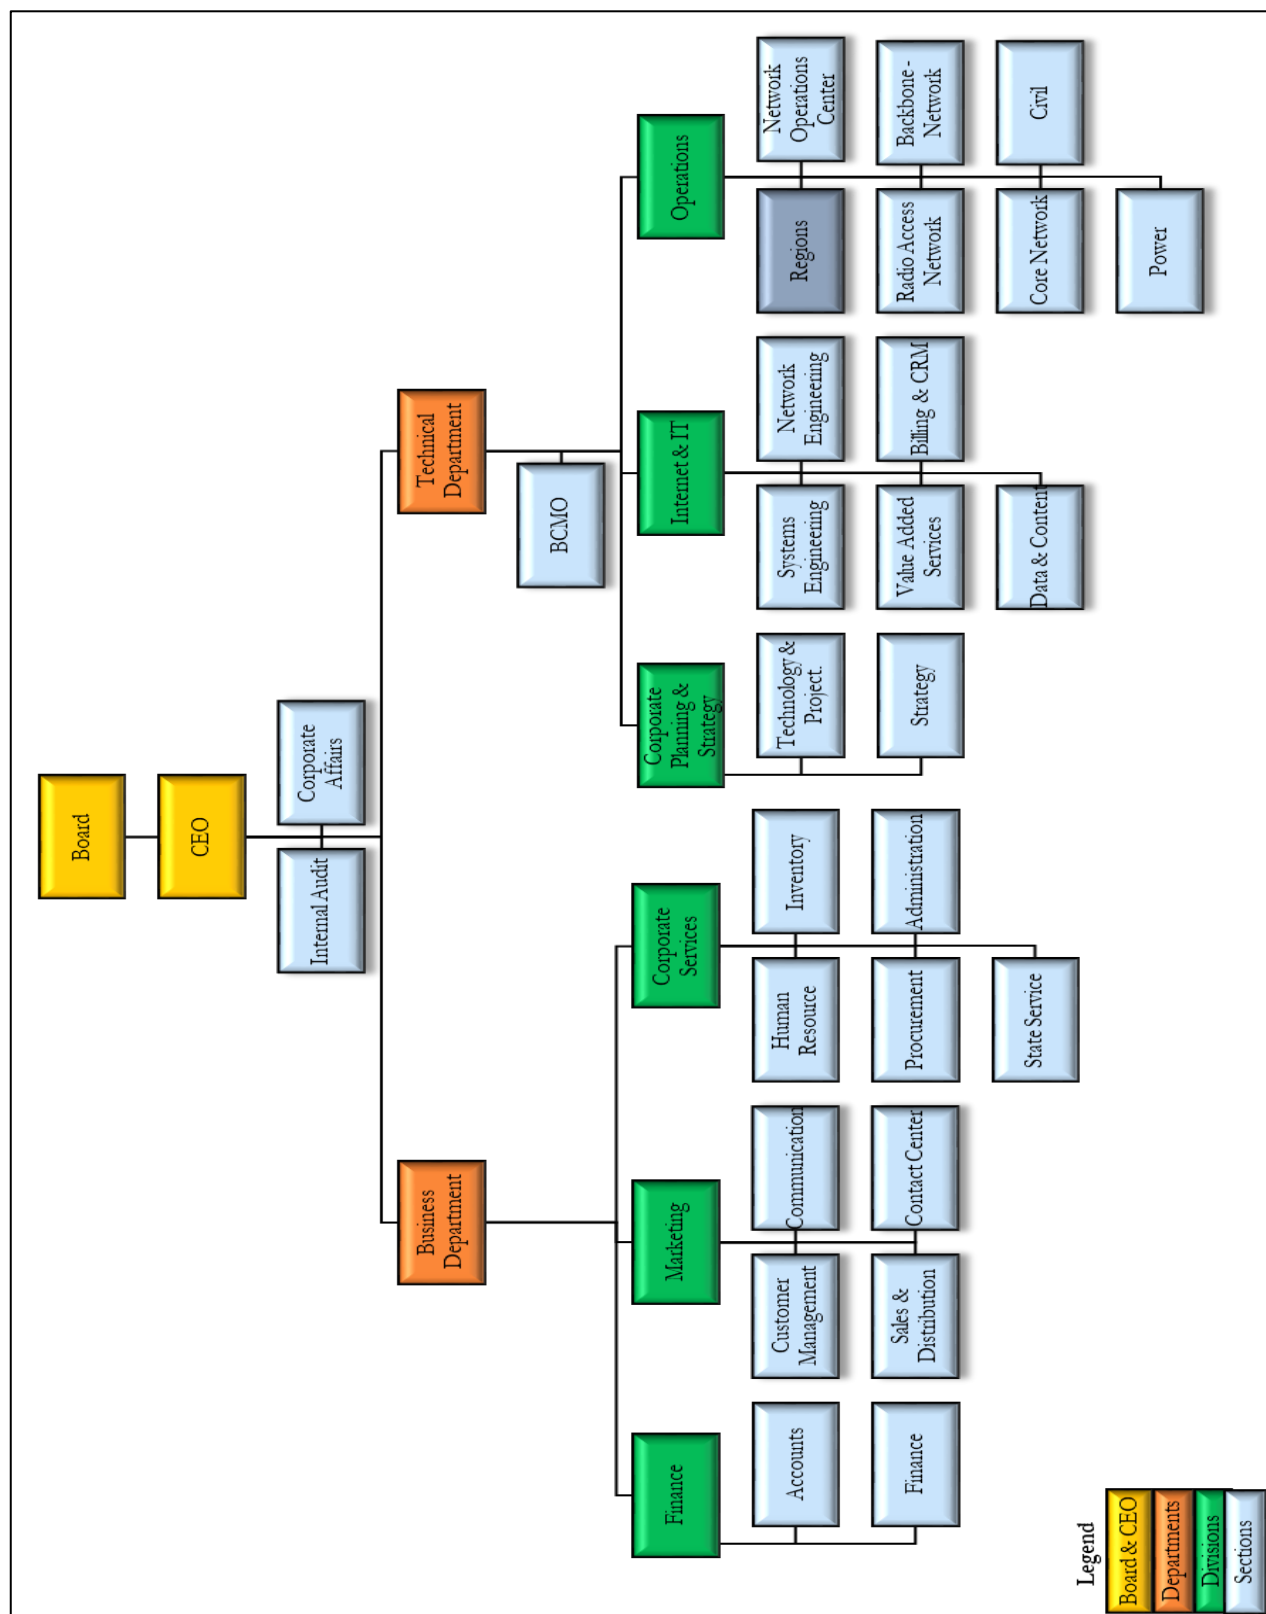 Board
CEO
Internal Audit
Corporate
Affairs
Business
Department
Technical
Department
BCMO
Finance
Marketing
Corporate
Services
Corporate
Planning &
Strategy
Internet & IT
Operations
Accounts
Customer
Management
Communication
Human
Resource
Inventory
Technology &
Project.
Systems
Engineering
Network
Engineering
Regions
Network
Operations
Center
Finance
Sales &
Distribution
Contact Center
Procurement
Administration
Strategy
Value Added
Services
Billing & CRM
Radio Access
Network
Backbone-
Network
State Service
Data & Content
Core Network
Civil
Power
Legend
Board & CEO
Departments
Divisions
Sections